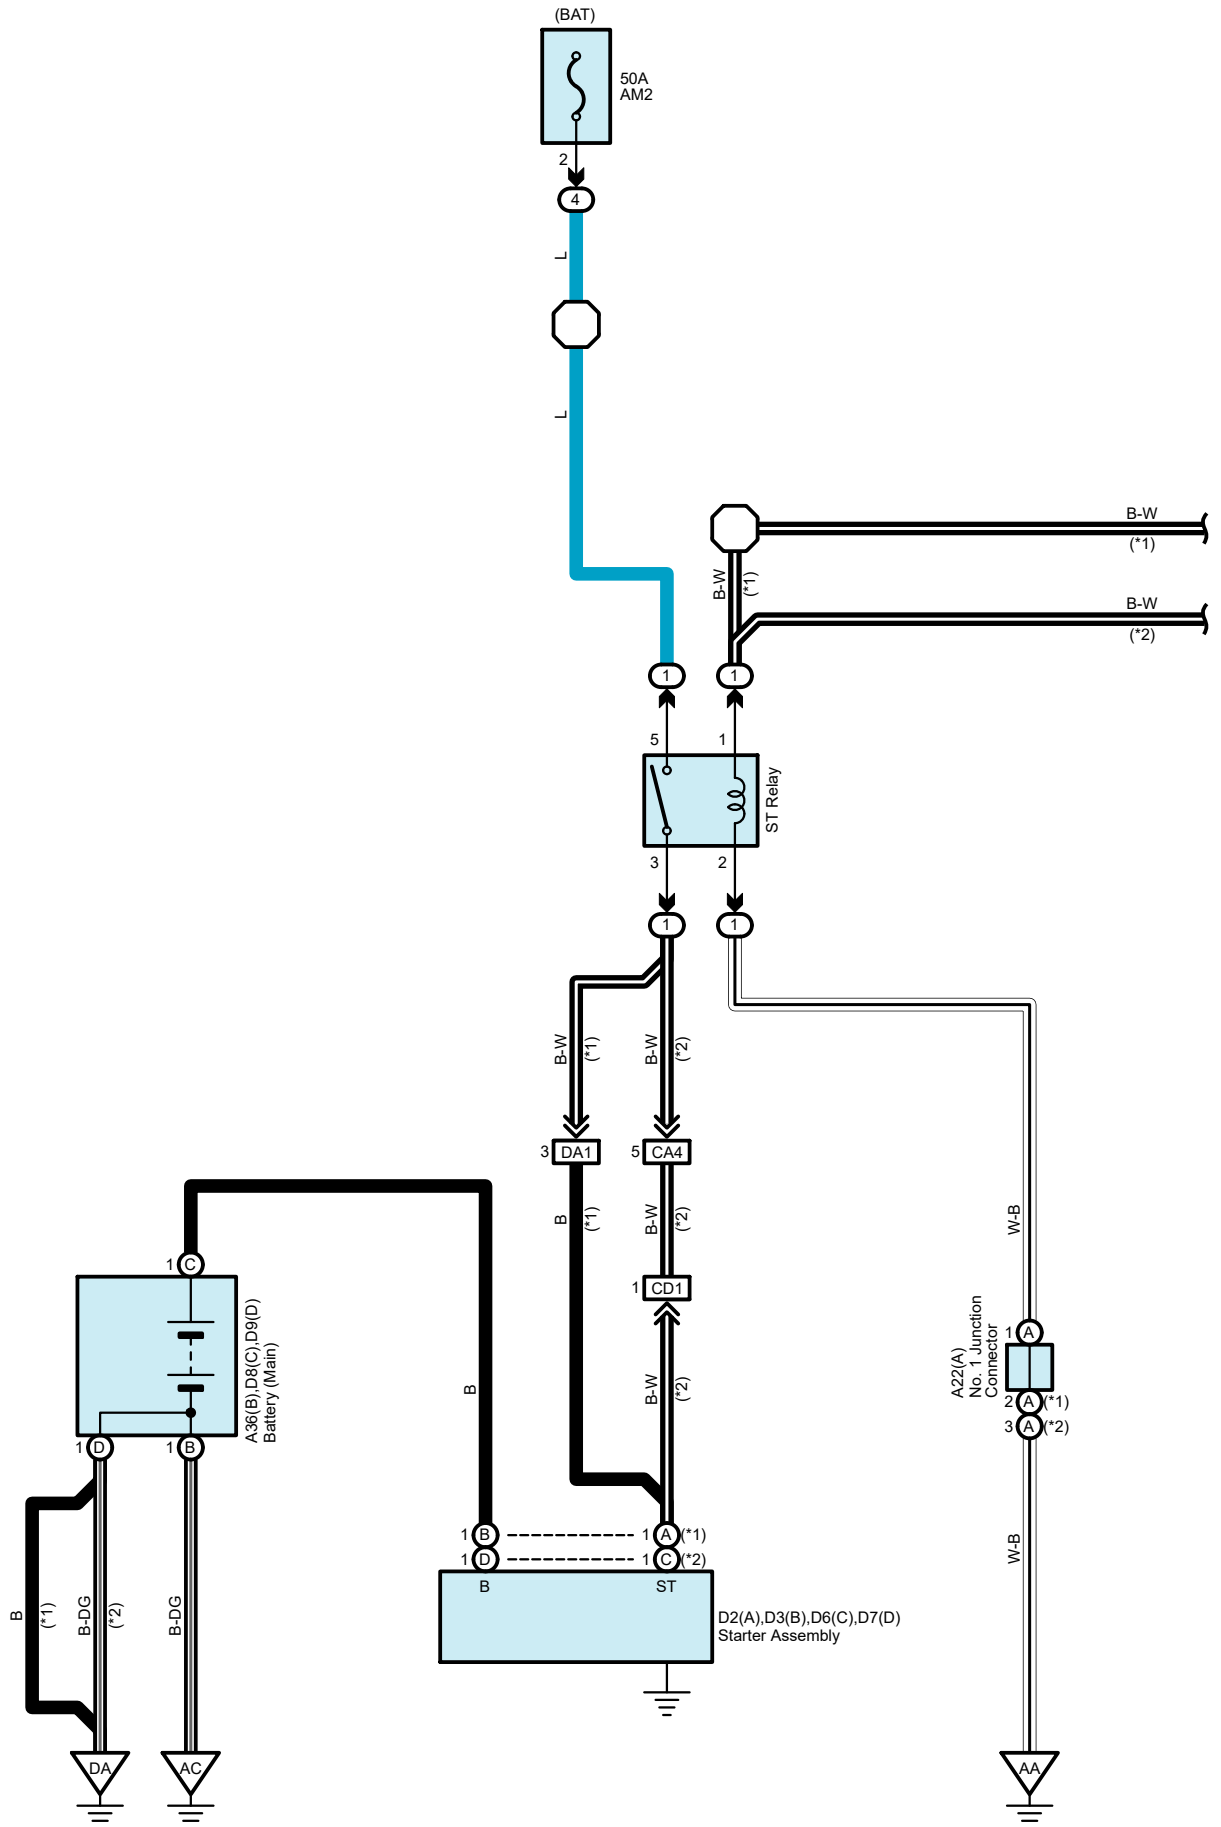 (BAT)
50A
AM2
2
4
L
L
B-W
(*1)
B-W
(*1)
B-W
(*2)
1
1
5
1
ST Relay
3
2
1
1
B-W
(*1)
B-W
(*2)
3
DA1
5
CA4
B
(*1)
B-W
(*2)
W-B
1
C
1
CD1
A36(B),D8(C),D9(D)
Battery (Main)
1
A
A22(A)
No. 1 Junction
Connector
B
B-W
(*2)
2
A
(*1)
3
A
(*2)
1
D
1
B
1
B
1
A
(*1)
1
D
1
C
(*2)
W-B
B
ST
B
(*1)
B-DG
(*2)
B-DG
D2(A),D3(B),D6(C),D7(D)
Starter Assembly
DA
AC
AA